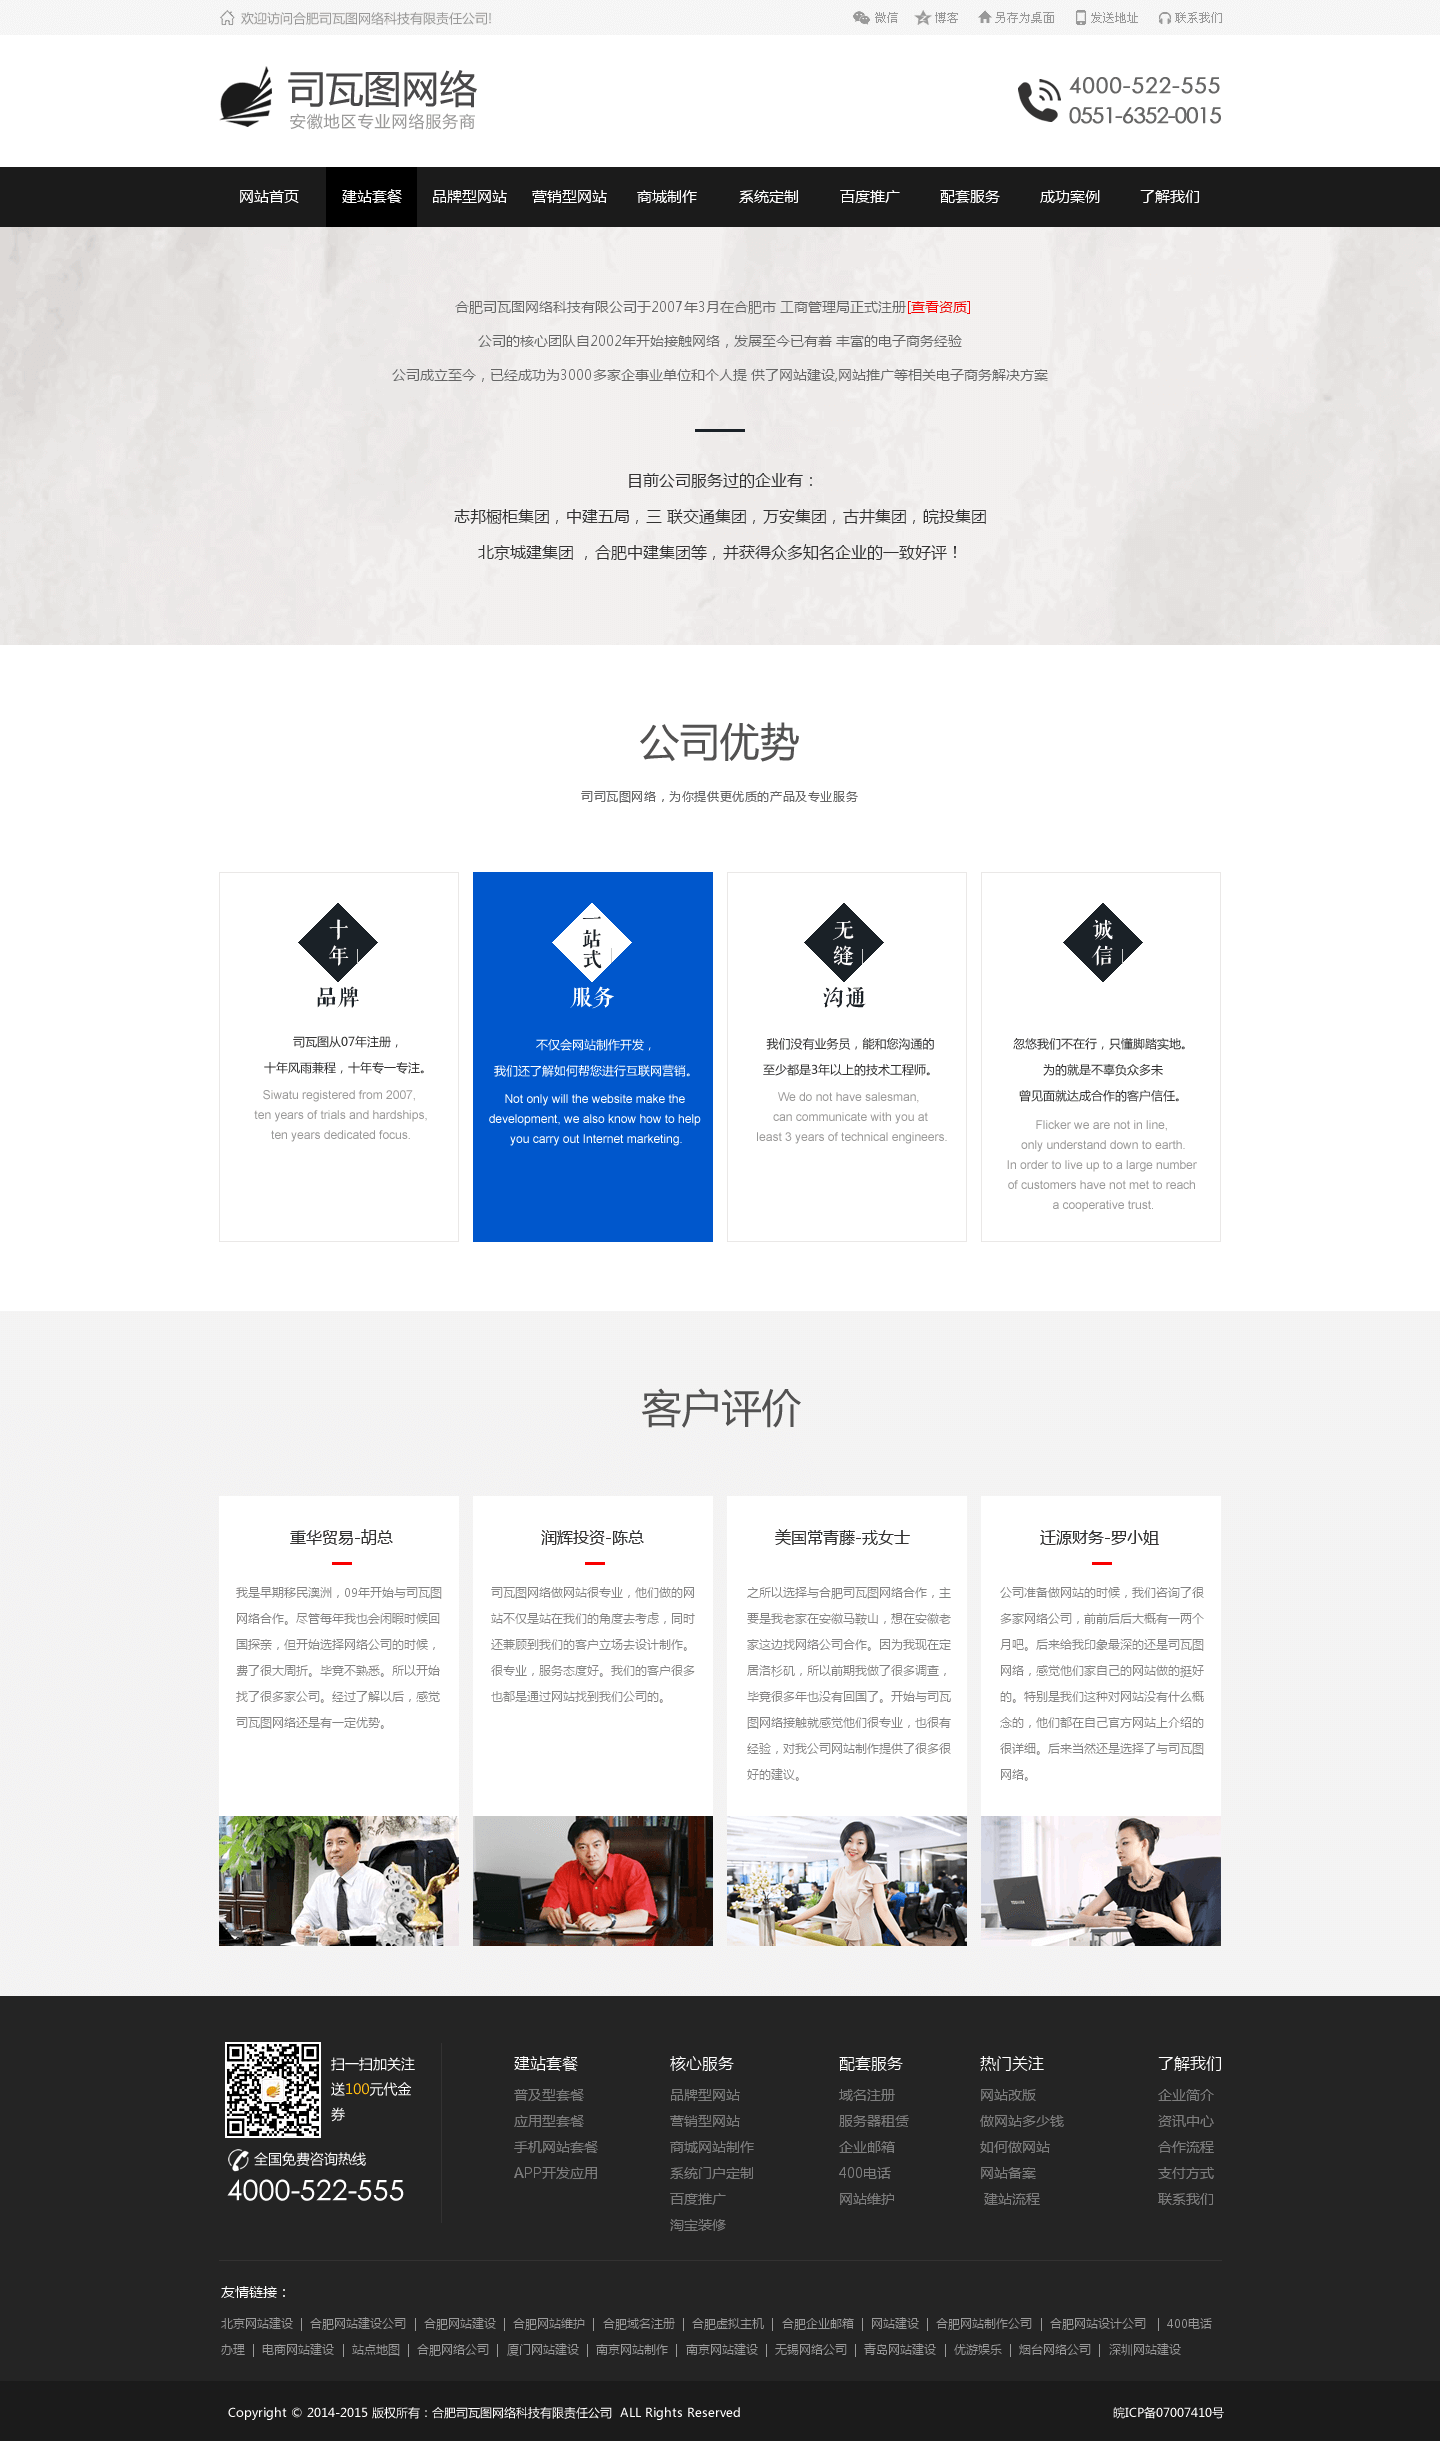 欢迎访问合肥司瓦图网络科技有限责任公司!
微信 博客 另存为桌面 发送地址 联系我们
司瓦图网络
安徽地区专业网络服务商
4000-522-555
0551-6352-0015
网站首页 建站套餐 品牌型网站 营销型网站 商城制作 系统定制 百度推广 配套服务 成功案例 了解我们
合肥司瓦图网络科技有限公司于2007年3月在合肥市 工商管理局正式注册[查看资质]
公司的核心团队自2002年开始接触网络，发展至今已有着 丰富的电子商务经验
公司成立至今，已经成功为3000多家企事业单位和个人提 供了网站建设,网站推广等相关电子商务解决方案
目前公司服务过的企业有：
志邦橱柜集团，中建五局，三 联交通集团，万安集团，古井集团，皖投集团
北京城建集团 ，合肥中建集团等，并获得众多知名企业的一致好评！
公司优势
司司瓦图网络，为你提供更优质的产品及专业服务
十年
品牌
司瓦图从07年注册，
十年风雨兼程，十年专一专注。
Siwatu registered from 2007,
ten years of trials and hardships,
ten years dedicated focus.
一站式
服务
不仅会网站制作开发，
我们还了解如何帮您进行互联网营销。
Not only will the website make the
development, we also know how to help
you carry out Internet marketing.
无缝
沟通
我们没有业务员，能和您沟通的
至少都是3年以上的技术工程师。
We do not have salesman,
can communicate with you at
least 3 years of technical engineers.
诚信
忽悠我们不在行，只懂脚踏实地。
为的就是不辜负众多未
曾见面就达成合作的客户信任。
Flicker we are not in line,
only understand down to earth.
In order to live up to a large number
of customers have not met to reach
a cooperative trust.
客户评价
重华贸易-胡总
我是早期移民澳洲，09年开始与司瓦图
网络合作。尽管每年我也会闲暇时候回
国探亲，但开始选择网络公司的时候，
费了很大周折。毕竟不熟悉。所以开始
找了很多家公司。经过了解以后，感觉
司瓦图网络还是有一定优势。
润辉投资-陈总
司瓦图网络做网站很专业，他们做的网
站不仅是站在我们的角度去考虑，同时
还兼顾到我们的客户立场去设计制作。
很专业，服务态度好。我们的客户很多
也都是通过网站找到我们公司的。
美国常青藤-戎女士
之所以选择与合肥司瓦图网络合作，主
要是我老家在安徽马鞍山，想在安徽老
家这边找网络公司合作。因为我现在定
居洛杉矶，所以前期我做了很多调查，
毕竟很多年也没有回国了。开始与司瓦
图网络接触就感觉他们很专业，也很有
经验，对我公司网站制作提供了很多很
好的建议。
迁源财务-罗小姐
公司准备做网站的时候，我们咨询了很
多家网络公司，前前后后大概有一两个
月吧。后来给我印象最深的还是司瓦图
网络，感觉他们家自己的网站做的挺好
的。特别是我们这种对网站没有什么概
念的，他们都在自己官方网站上介绍的
很详细。后来当然还是选择了与司瓦图
网络。
TOSHIBA
扫一扫加关注
送100元代金
券
全国免费咨询热线
4000-522-555
建站套餐
普及型套餐
应用型套餐
手机网站套餐
APP开发应用
核心服务
品牌型网站
营销型网站
商城网站制作
系统门户定制
百度推广
淘宝装修
配套服务
域名注册
服务器租赁
企业邮箱
400电话
网站维护
热门关注
网站改版
做网站多少钱
如何做网站
网站备案
建站流程
了解我们
企业简介
资讯中心
合作流程
支付方式
联系我们
友情链接：
北京网站建设 | 合肥网站建设公司 | 合肥网站建设 | 合肥网站维护 | 合肥域名注册 | 合肥虚拟主机 | 合肥企业邮箱 | 网站建设 | 合肥网站制作公司 | 合肥网站设计公司 | 400电话
办理 | 电商网站建设 | 站点地图 | 合肥网络公司 | 厦门网站建设 | 南京网站制作 | 南京网站建设 | 无锡网络公司 | 青岛网站建设 | 优游娱乐 | 烟台网络公司 | 深圳网站建设
Copyright © 2014-2015 版权所有：合肥司瓦图网络科技有限责任公司 ALL Rights Reserved
皖ICP备07007410号